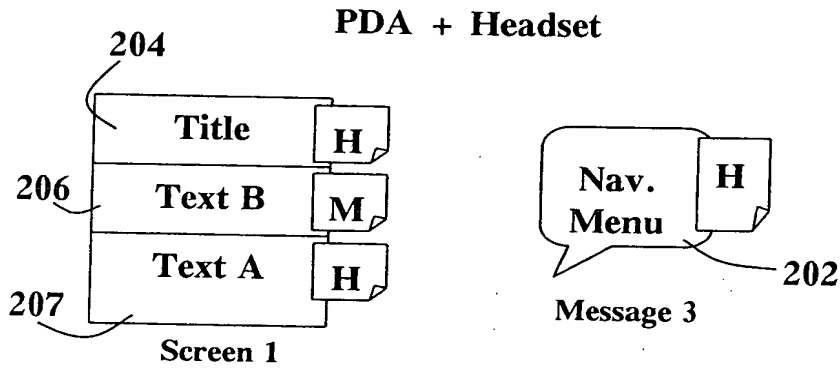 PDA + Headset
204
Title
H
206
Text B
M
Text A
H
207
Screen 1
Nav.
Menu
H
202
Message 3